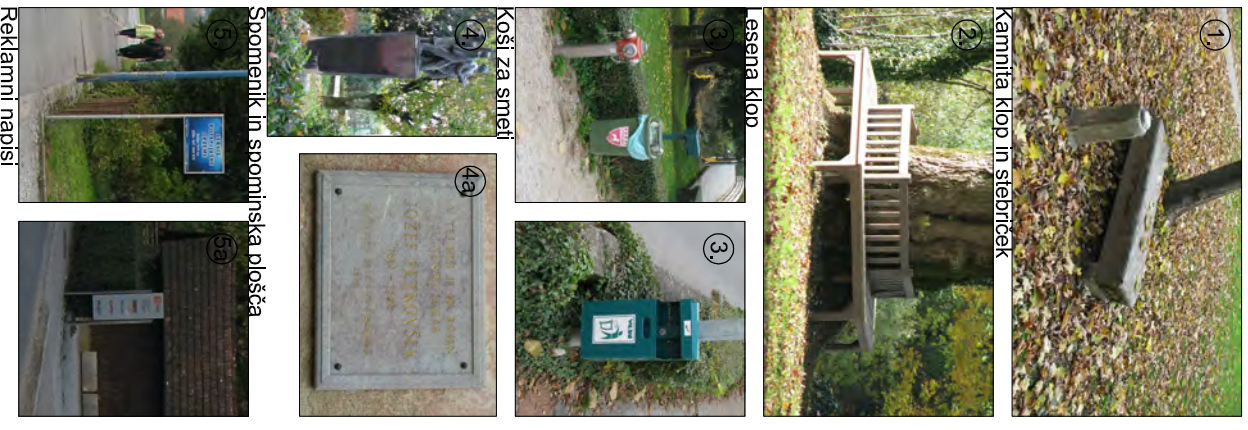 1.
Kamnita klop in stebriček
2.
Lesena klop
3.
3.
Koši za smeti
4.
4a
JOŽE PETKOVŠEK
Spomenik in spominska plošča
5.
5a
Reklamni napisi